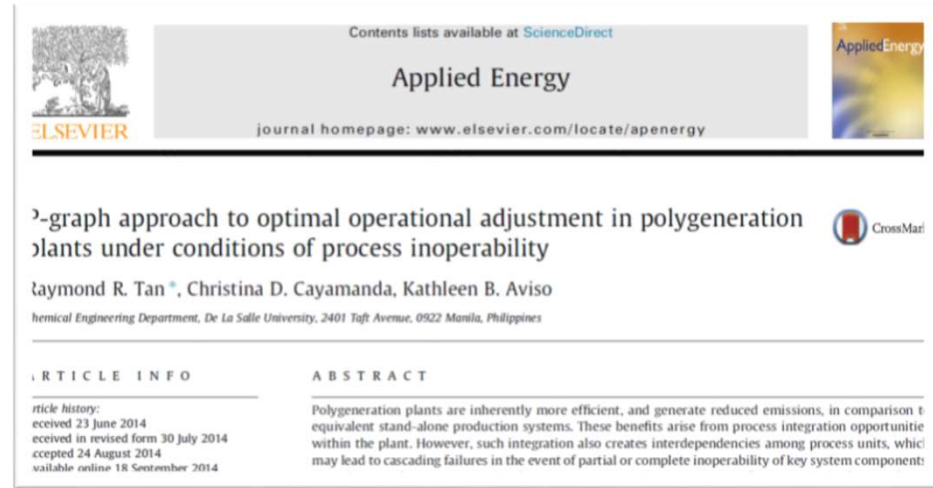 Contents lists available at ScienceDirect
Applied Energy
journal homepage: www.elsevier.com/locate/apenergy
ELSEVIER
AppliedEnergy
-graph approach to optimal operational adjustment in polygeneration
plants under conditions of process inoperability
CrossMar
Raymond R. Tan *, Christina D. Cayamanda, Kathleen B. Aviso
hemical Engineering Department, De La Salle University, 2401 Taft Avenue, 0922 Manila, Philippines
RTICLE INFO
ABSTRACT
rticle history:
eceived 23 June 2014
eceived in revised form 30 July 2014
ccepted 24 August 2014
vailable online 18 September 2014
Polygeneration plants are inherently more efficient, and generate reduced emissions, in comparison t
equivalent stand-alone production systems. These benefits arise from process integration opportunitie
within the plant. However, such integration also creates interdependencies among process units, whic
may lead to cascading failures in the event of partial or complete inoperability of key system components